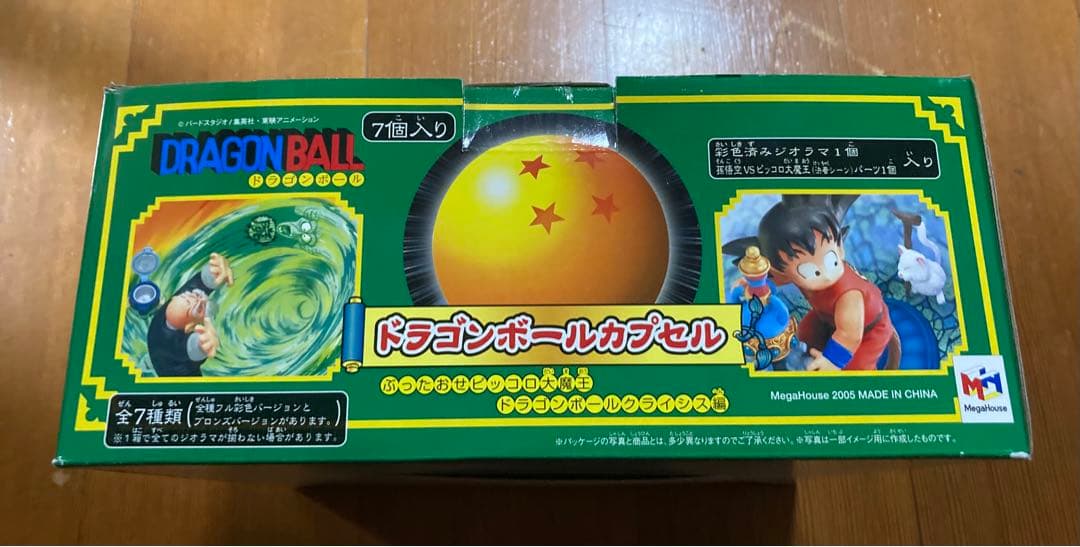 © バードスタジオ/集英社・東映アニメーション
DRAGON BALL
ドラゴンボール
7個入り
彩色済みジオラマ1個
孫悟空VSピッコロ大魔王(決着シーン)パーツ1個
入り
ドラゴンボールカプセル
ぶったおせピッコロ大魔王
ドラゴンボールクライシス編
全7種類
(全種フル彩色バージョンと
ブロンズバージョンがあります。)
※1箱で全てのジオラマが揃わない場合があります。
MegaHouse 2005 MADE IN CHINA
MegaHouse
※パッケージの写真と商品とは、多少異なりますのでご了承ください。※写真は一部イメージ用に作成したものです。